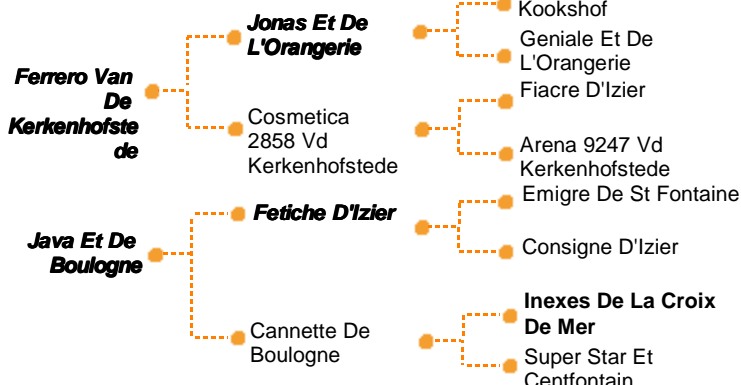 Kookshof
Jonas Et De
L'Orangerie
Geniale Et De
L'Orangerie
Ferrero Van
De
Kerkenhofste
de
Fiacre D'Izier
Cosmetica
2858 Vd
Kerkenhofstede
Arena 9247 Vd
Kerkenhofstede
Emigre De St Fontaine
Fetiche D'Izier
Java Et De
Boulogne
Consigne D'Izier
Inexes De La Croix
De Mer
Cannette De
Boulogne
Super Star Et
Centfontain